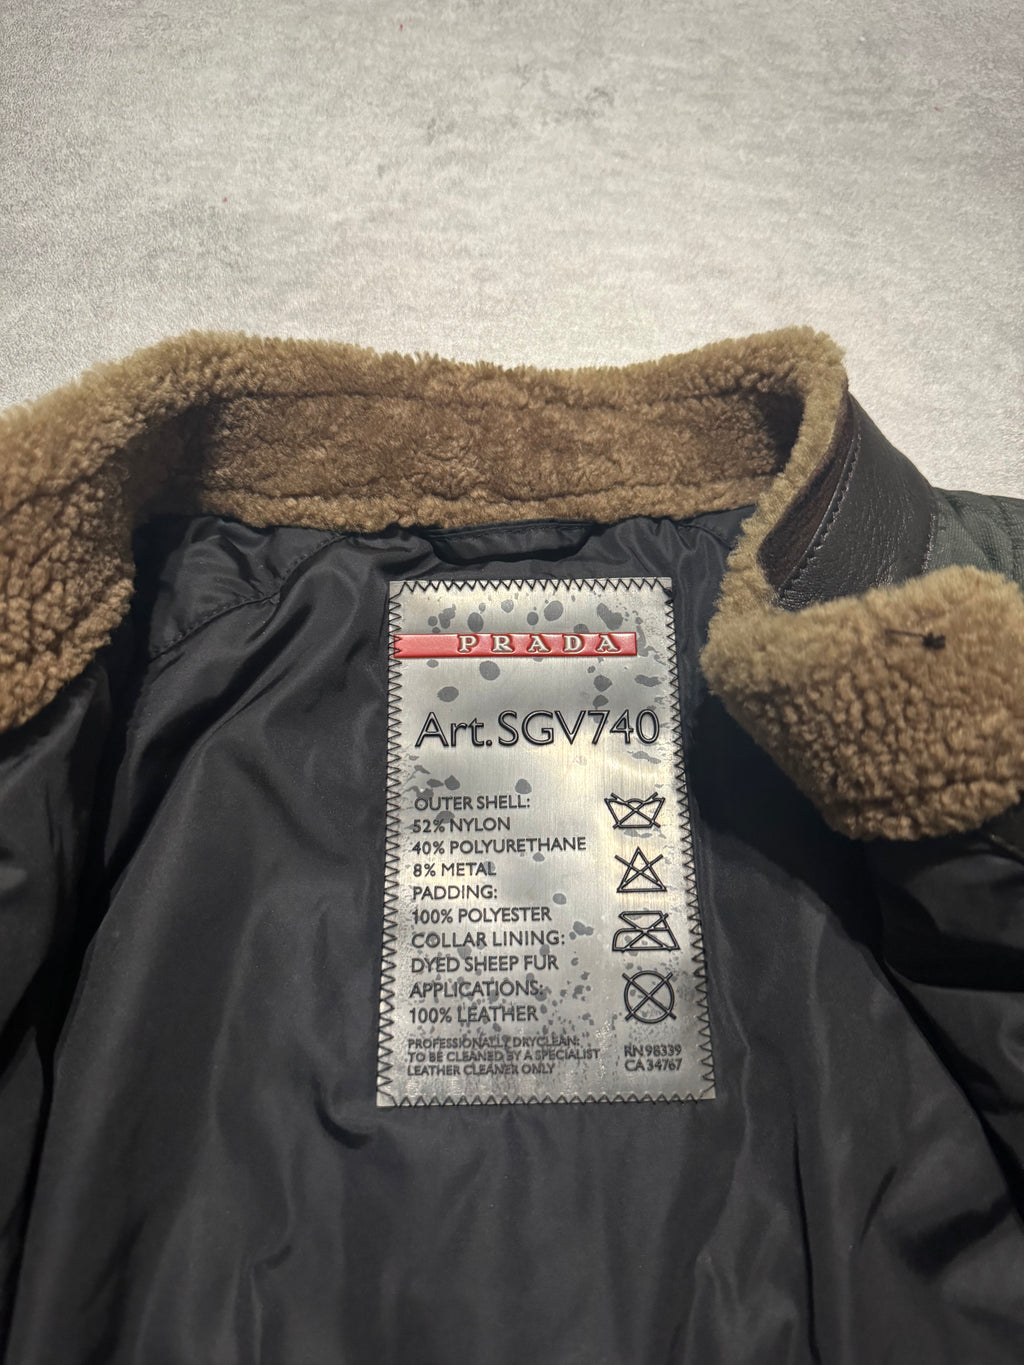 PRADA
Art.SGV740
OUTER SHELL:
52% NYLON
40% POLYURETHANE
8% METAL
PADDING:
100% POLYESTER
COLLAR LINING:
DYED SHEEP FUR
APPLICATIONS:
100% LEATHER
PROFESSIONALLY DRYCLEAN:
TO BE CLEANED BY A SPECIALIST
LEATHER CLEANER ONLY
RN 98339
CA 34767